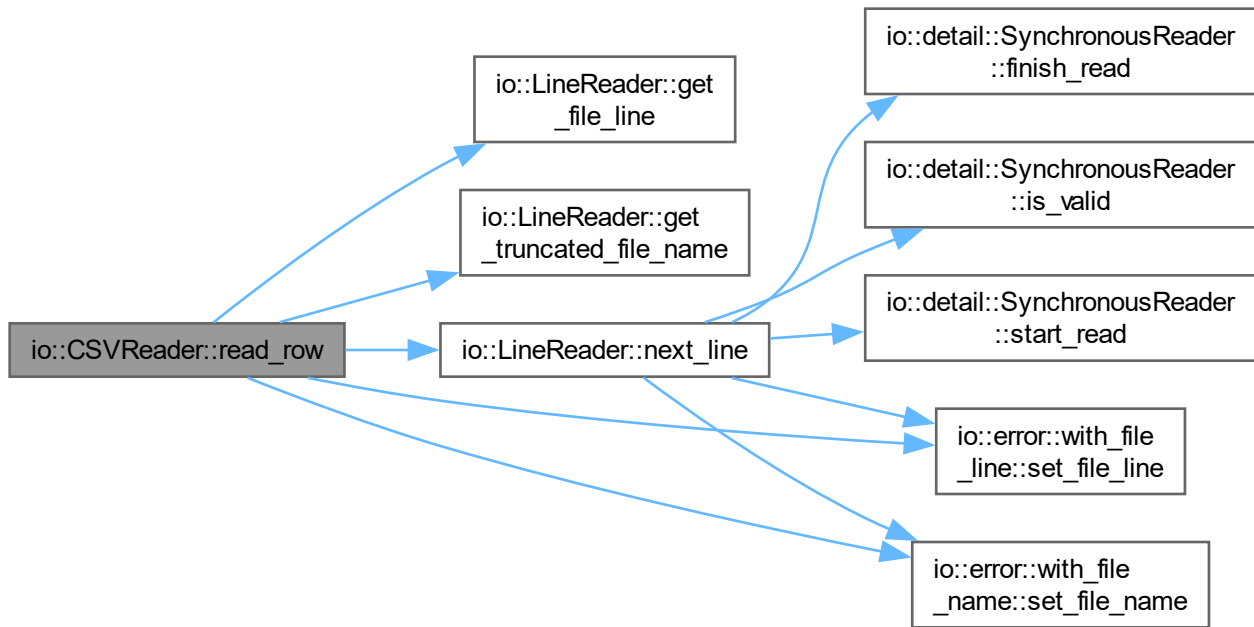 io::CSVReader::read_row
io::LineReader::get
_file_line
io::LineReader::get
_truncated_file_name
io::LineReader::next_line
io::detail::SynchronousReader
::finish_read
io::detail::SynchronousReader
::is_valid
io::detail::SynchronousReader
::start_read
io::error::with_file
_line::set_file_line
io::error::with_file
_name::set_file_name